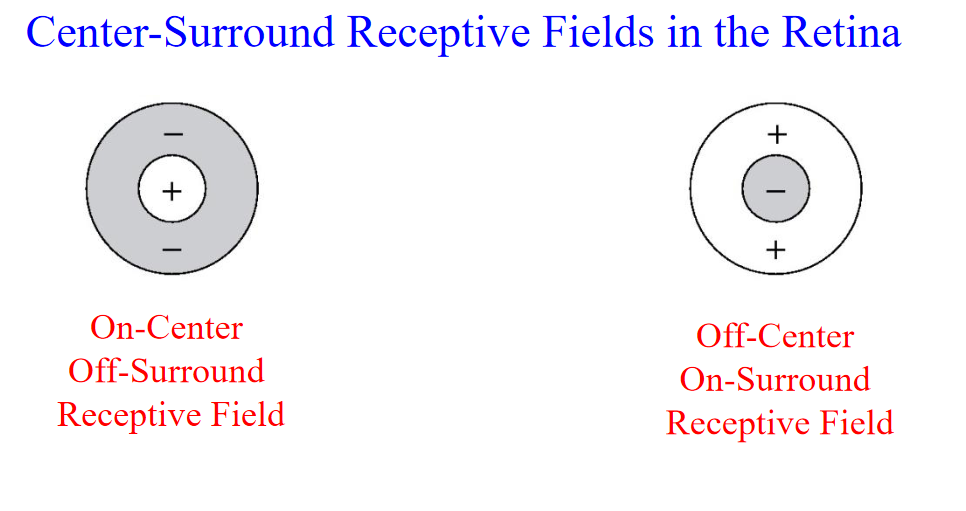 Center-Surround Receptive Fields in the Retina
−
+
−
+
−
+
On-Center
Off-Surround
Receptive Field
Off-Center
On-Surround
Receptive Field